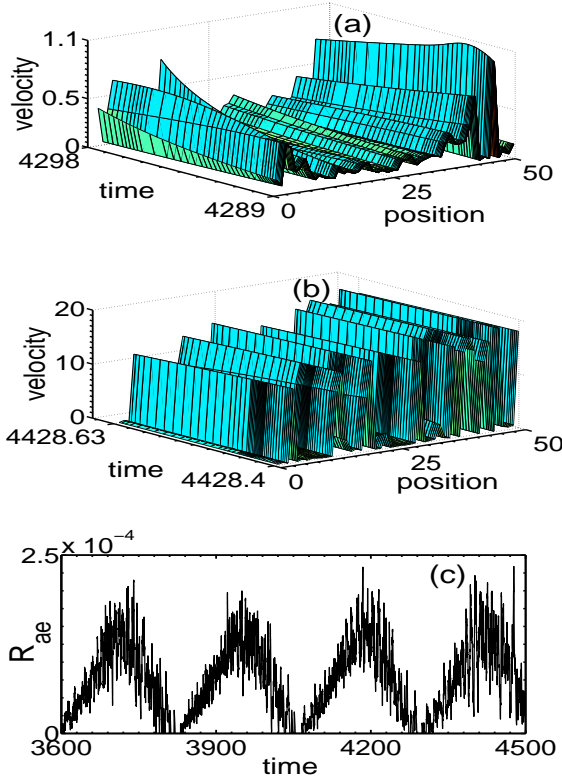 (a)
1.1
0.5
0
velocity
4298
time
4289
0
25
50
position
(b)
20
10
0
velocity
4428.63
time
4428.4
0
25
50
position
2.5 x 10⁻⁴
(c)
R_ae
0
3600
3900
4200
4500
time